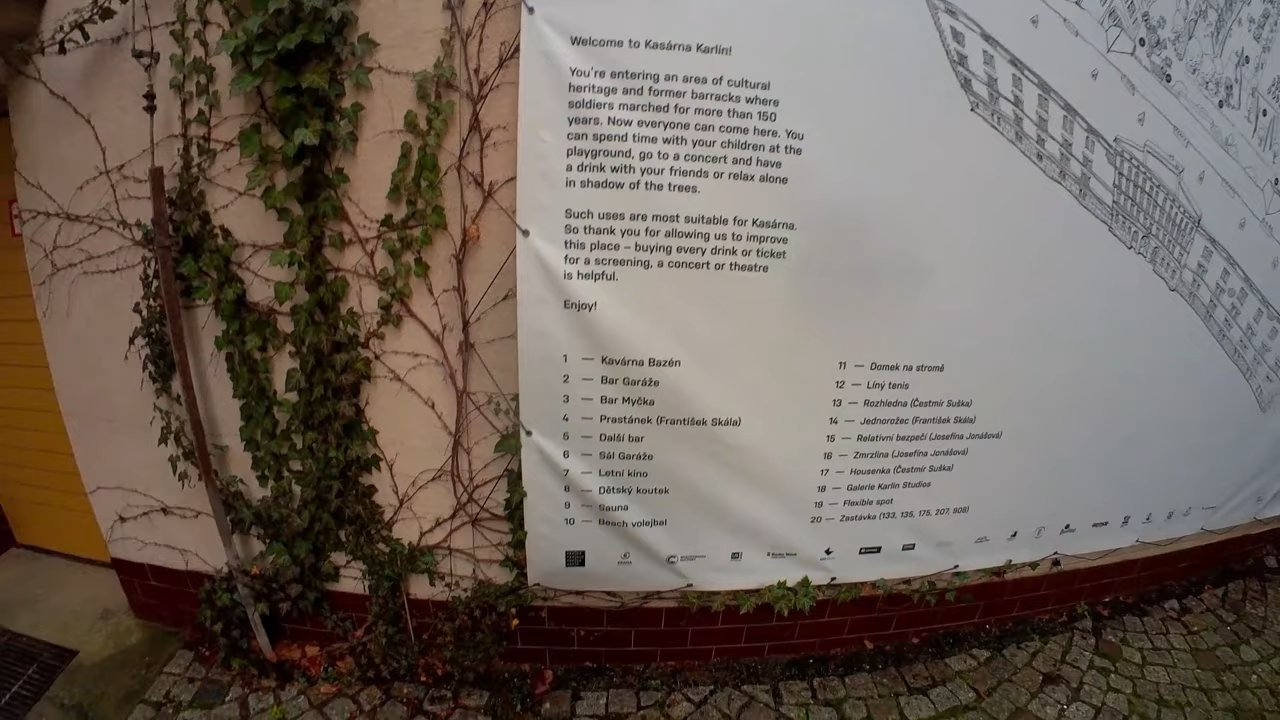 Welcome to Kasárna Karlín!
You're entering an area of cultural
heritage and former barracks where
soldiers marched for more than 150
years. Now everyone can come here. You
can spend time with your children at the
playground, go to a concert and have
a drink with your friends or relax alone
in shadow of the trees.
Such uses are most suitable for Kasárna.
So thank you for allowing us to improve
this place – buying every drink or ticket
for a screening, a concert or theatre
is helpful.
Enjoy!
1 — Kavárna Bazén
2 — Bar Garáže
3 — Bar Myčka
4 — Prastánek (František Skála)
5 — Další bar
6 — Sál Garáže
7 — Letní kino
8 — Dětský koutek
9 — Sauna
10 — Beach volejbal
11 — Domek na stromě
12 — Líný tenis
13 — Rozhledna (Čestmír Suška)
14 — Jednorožec (František Skála)
15 — Relativní bezpečí (Josefína Jonášová)
16 — Zmrzlina (Josefína Jonášová)
17 — Housenka (Čestmír Suška)
18 — Galerie Karlin Studios
19 — Flexible spot
20 — Zastávka (133, 135, 175, 207, 908)